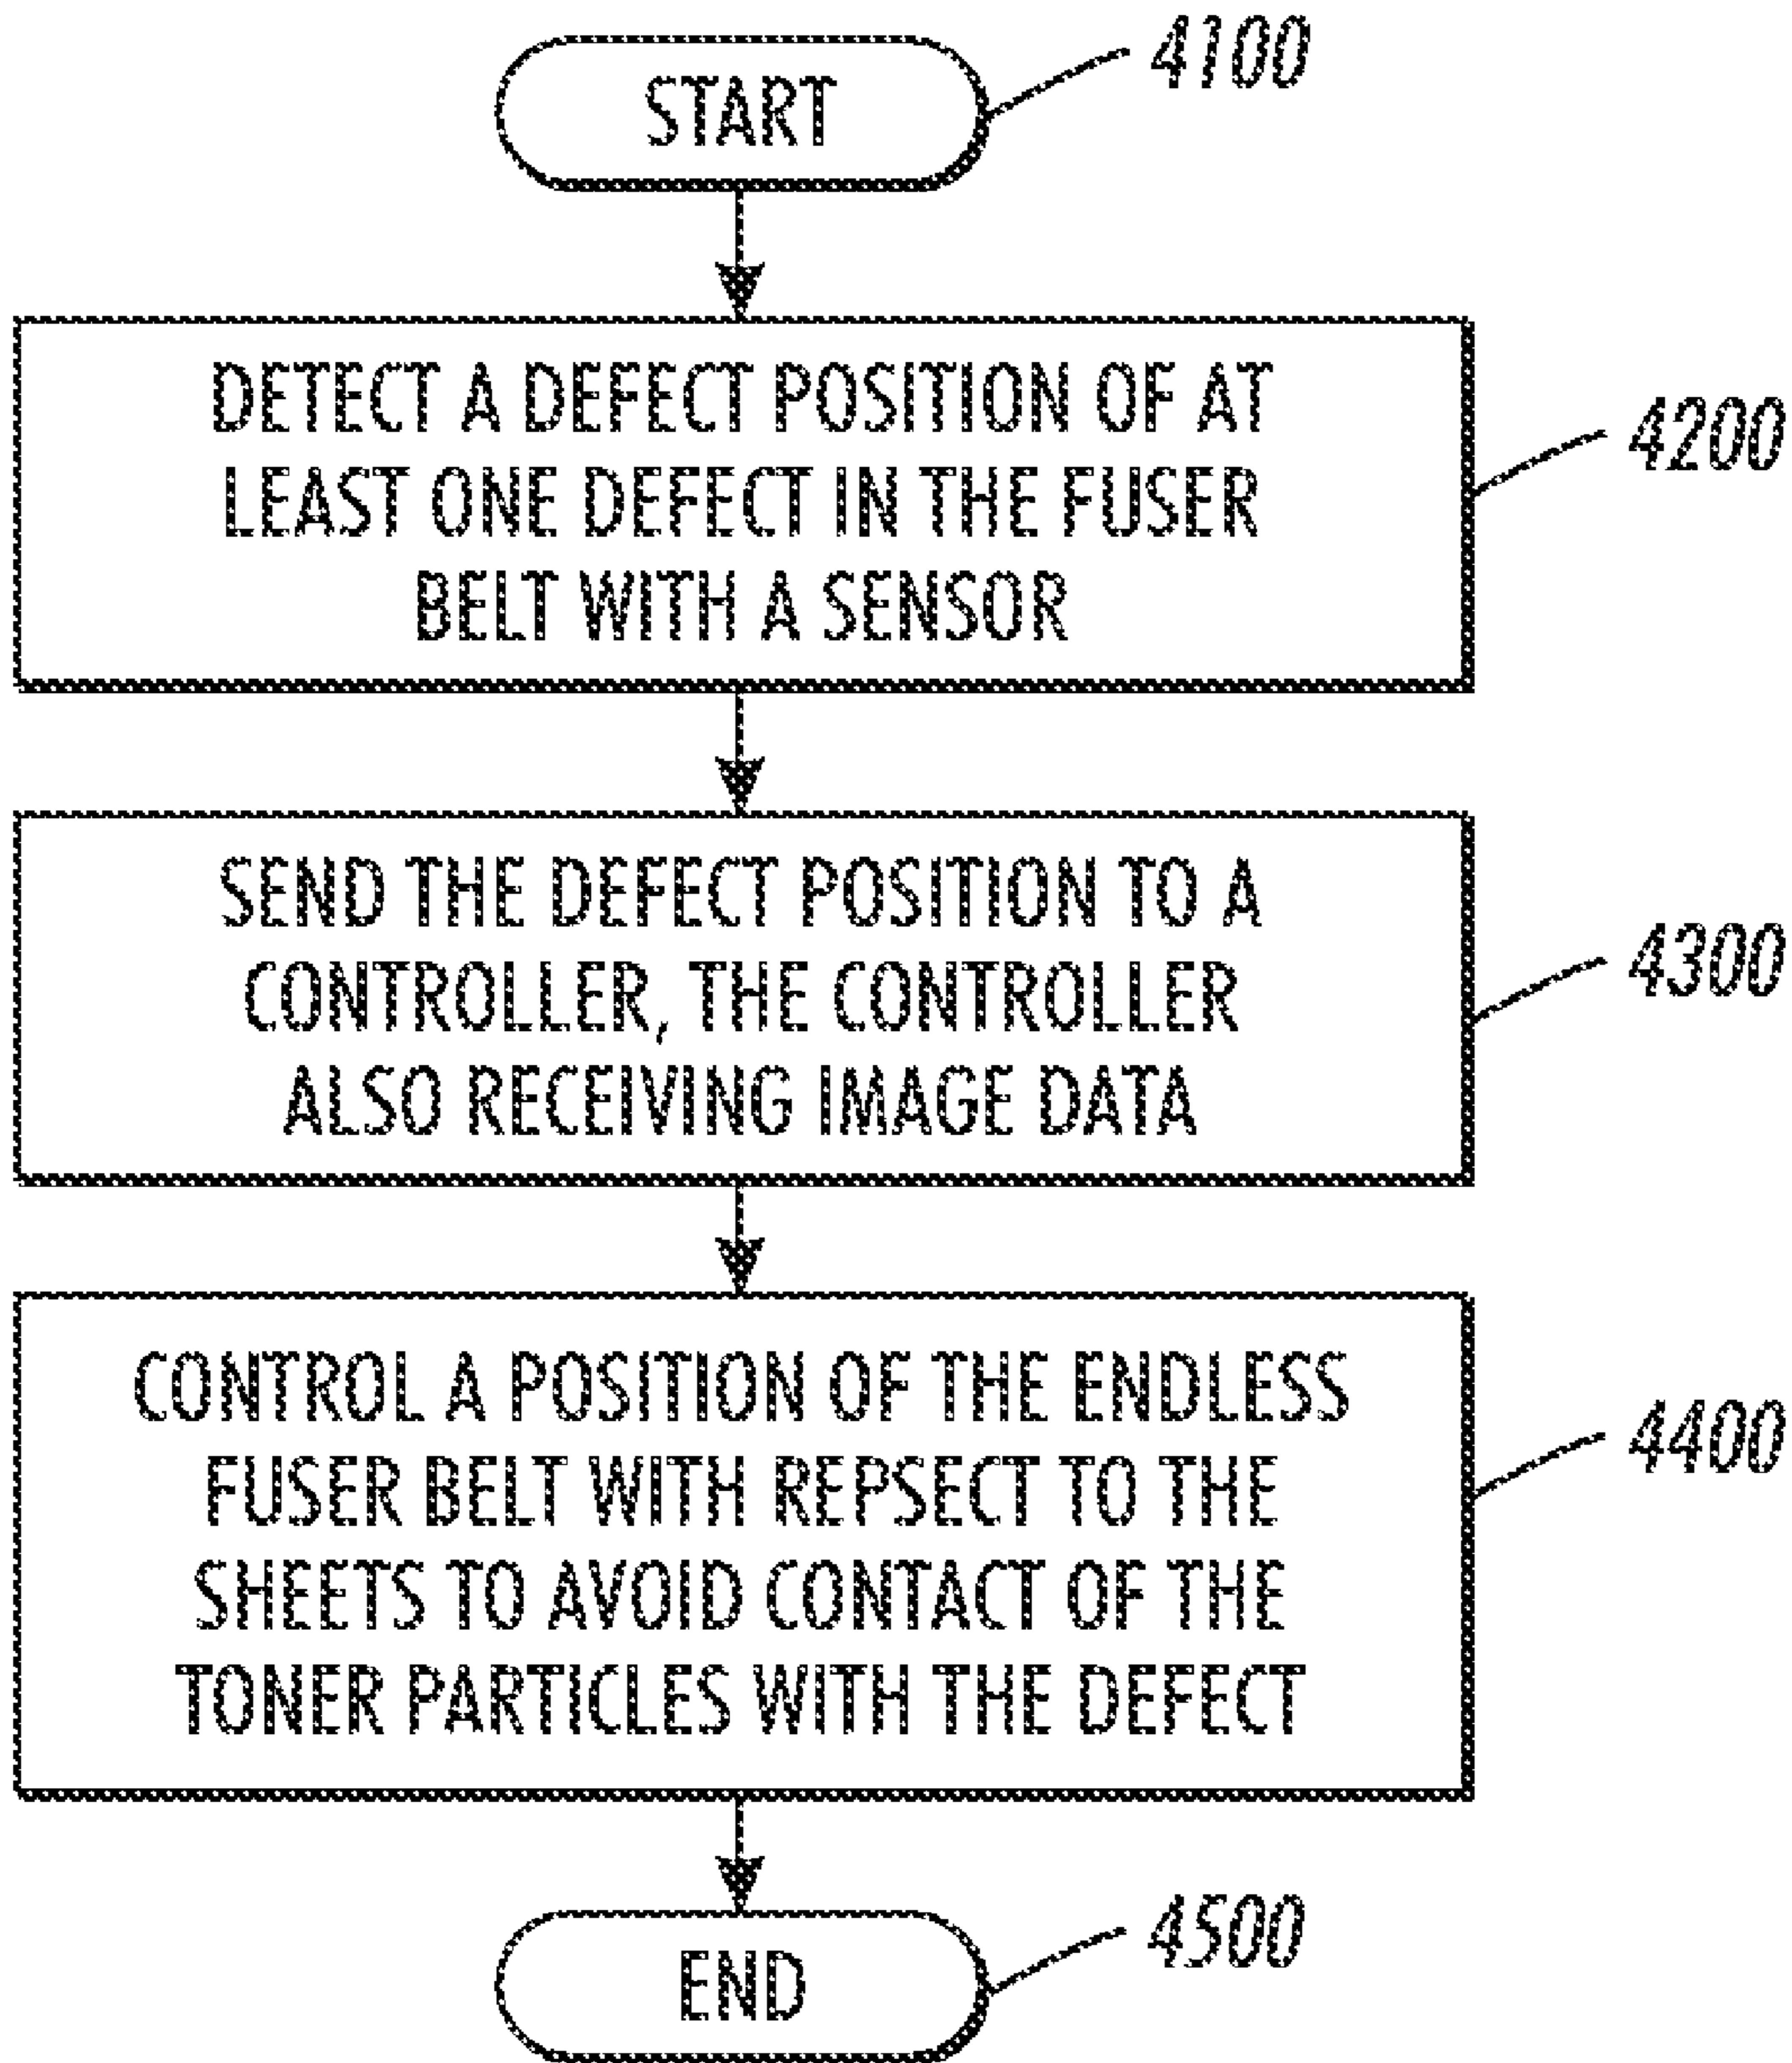 START
4100
DETECT A DEFECT POSITION OF AT
LEAST ONE DEFECT IN THE FUSER
BELT WITH A SENSOR
4200
SEND THE DEFECT POSITION TO A
CONTROLLER, THE CONTROLLER
ALSO RECEIVING IMAGE DATA
4300
CONTROL A POSITION OF THE ENDLESS
FUSER BELT WITH REPSECT TO THE
SHEETS TO AVOID CONTACT OF THE
TONER PARTICLES WITH THE DEFECT
4400
END
4500